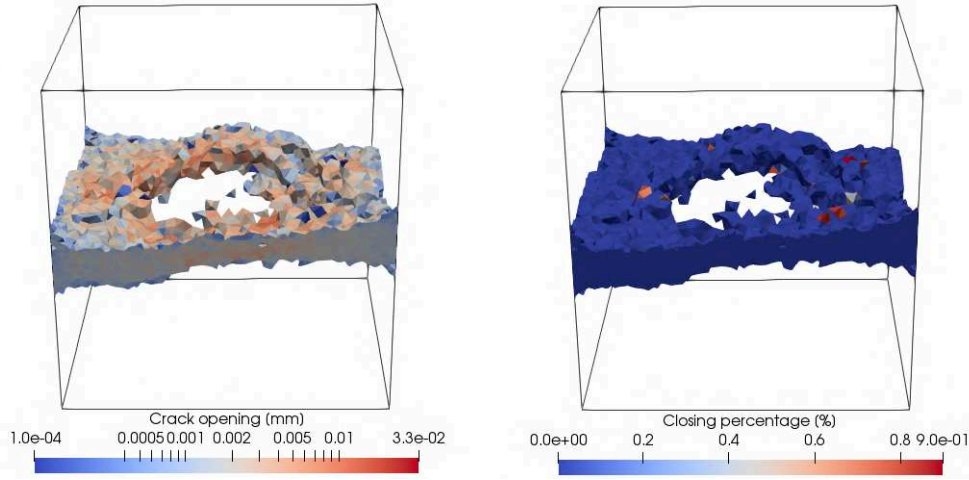 Crack opening (mm)
1.0e-04 0.0005 0.001 0.002 0.005 0.01 3.3e-02
Closing percentage (%)
0.0e+00 0.2 0.4 0.6 0.8 9.0e-01